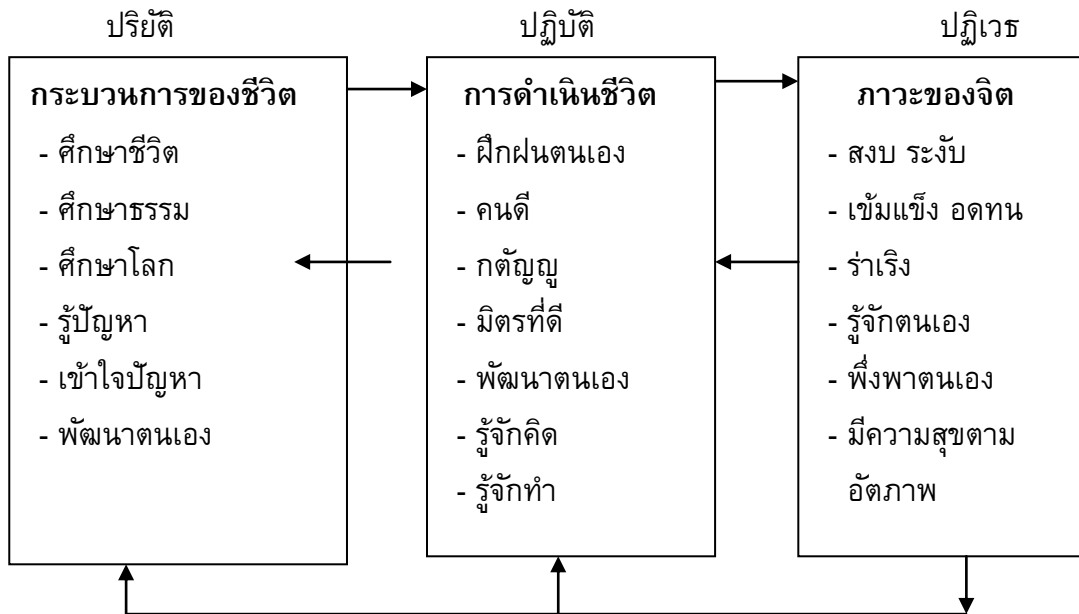 ปริยัติ
ปฏิบัติ
ปฏิเวธ
กระบวนการของชีวิต
- ศึกษาชีวิต
- ศึกษาธรรม
- ศึกษาโลก
- รู้ปัญหา
- เข้าใจปัญหา
- พัฒนาตนเอง
การดำเนินชีวิต
- ฝึกฝนตนเอง
- คนดี
- กตัญญู
- มิตรที่ดี
- พัฒนาตนเอง
- รู้จักคิด
- รู้จักทำ
ภาวะของจิต
- สงบ ระงับ
- เข้มแข็ง อดทน
- ร่าเริง
- รู้จักตนเอง
- พึ่งพาตนเอง
- มีความสุขตาม
อัตภาพ